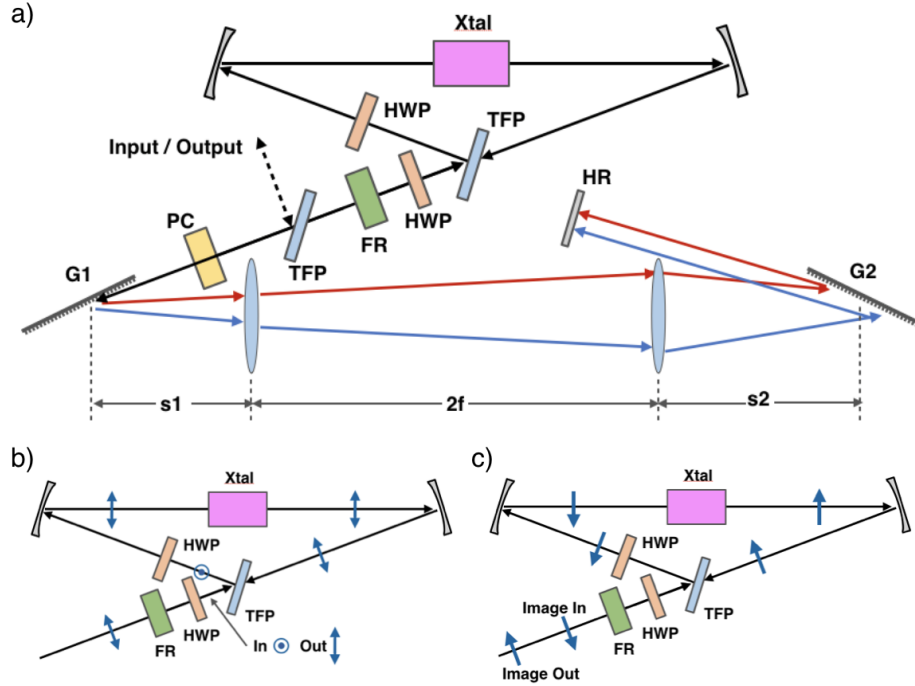 a)
Xtal
HWP
TFP
Input / Output
HR
PC
HWP
FR
TFP
G1
G2
s1
2f
s2
b)
Xtal
HWP
TFP
HWP
FR
In
Out
c)
Xtal
HWP
TFP
Image In
HWP
FR
Image Out